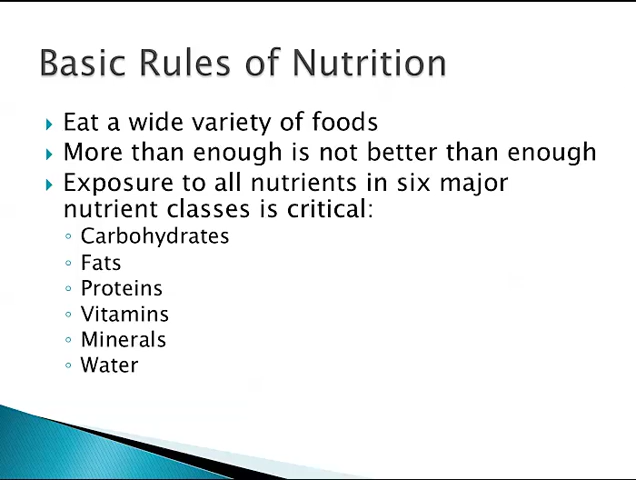 Basic Rules of Nutrition
Eat a wide variety of foods
More than enough is not better than enough
Exposure to all nutrients in six major
nutrient classes is critical:
Carbohydrates
Fats
Proteins
Vitamins
Minerals
Water